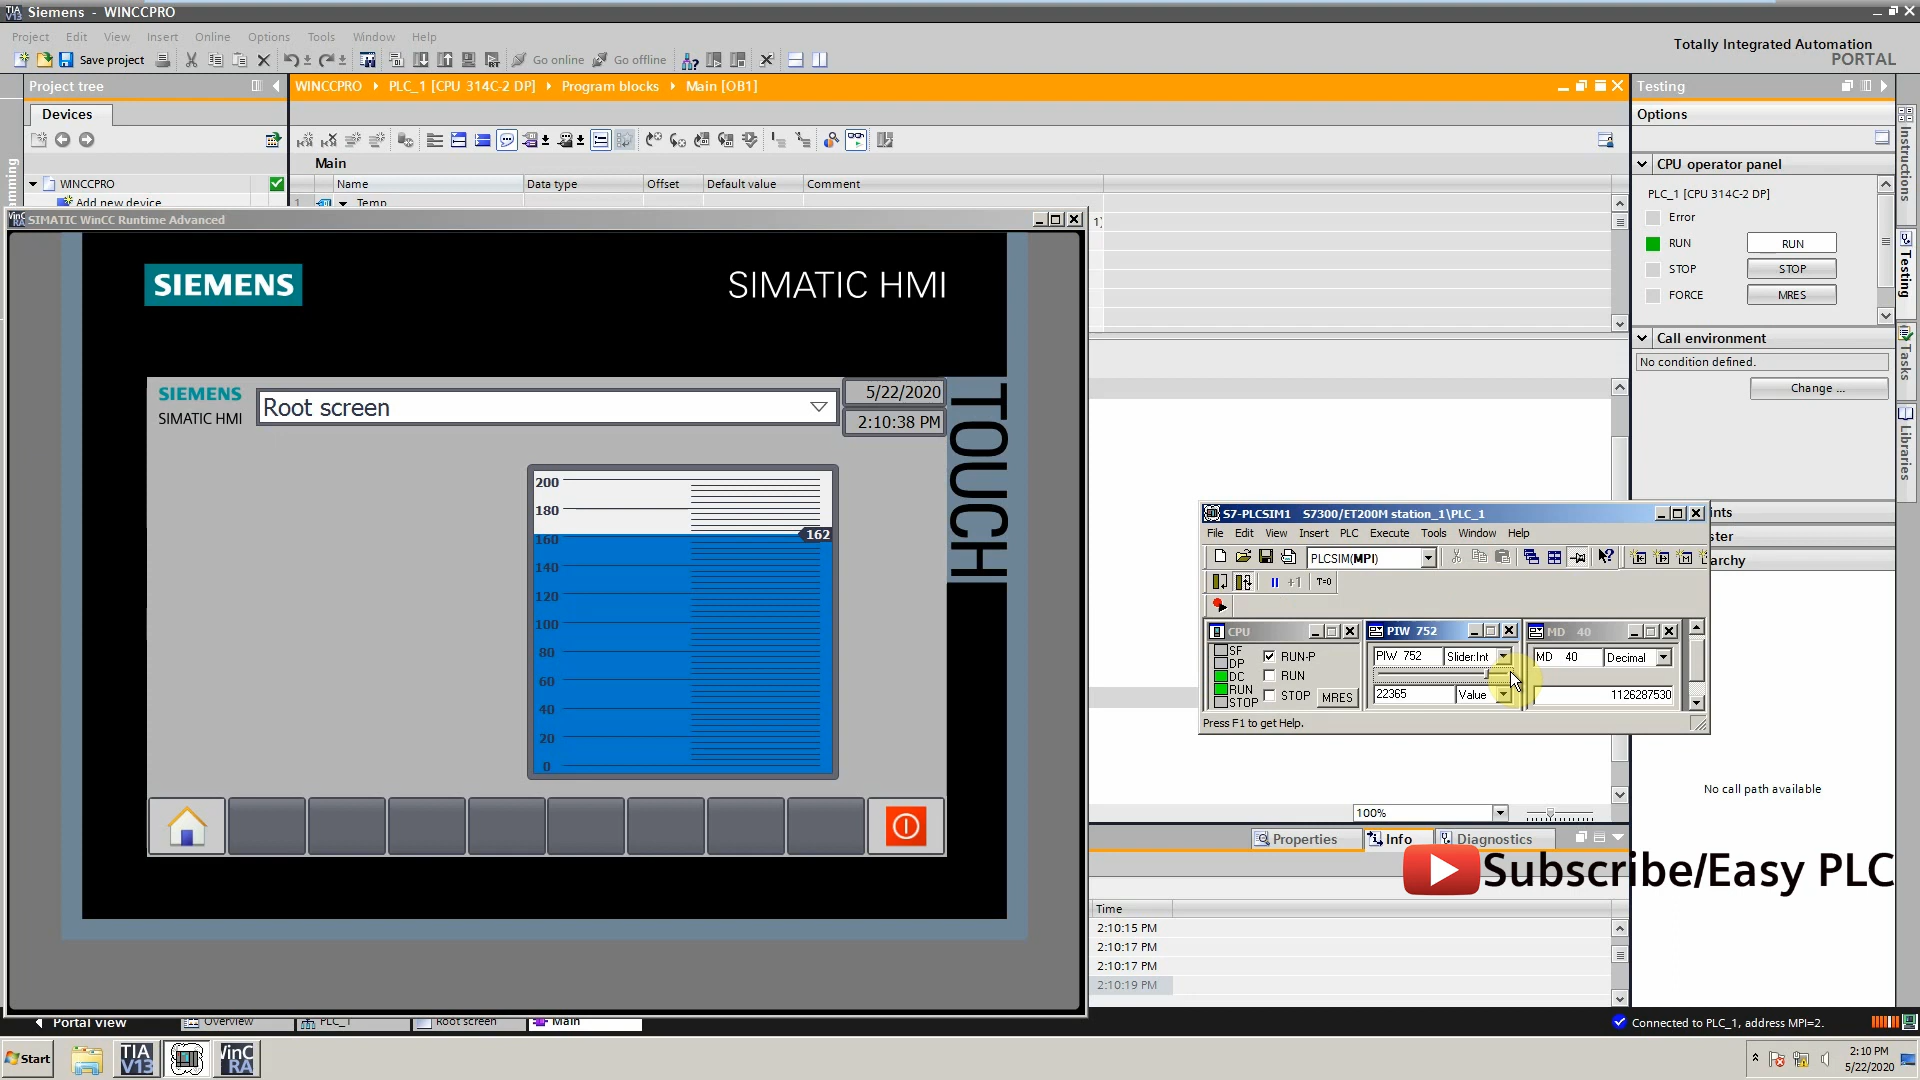 Siemens - WINCCPRO
Project Edit View Insert Online Options Tools Window Help
Totally Integrated Automation
PORTAL
Save project
Go online
Go offline
Project tree
WINCCPRO PLC_1 [CPU 314C-2 DP] Program blocks Main [OB1]
Testing
Devices
Options
Main
CPU operator panel
WINCCPRO
Name Data type Offset Default value Comment
PLC_1 [CPU 314C-2 DP]
Add new device
1 Temp
Error
RUN RUN
STOP STOP
FORCE MRES
Instructions
Testing
Tasks
Libraries
SIMATIC WinCC Runtime Advanced
SIEMENS
SIMATIC HMI
Call environment
No condition defined.
Change ...
SIEMENS
SIMATIC HMI
Root screen
5/22/2020
2:10:38 PM
TOUCH
200
180
162
160
140
120
100
80
60
40
20
0
S7-PLCSIM1 S7300/ET200M station_1\PLC_1
File Edit View Insert PLC Execute Tools Window Help
PLCSIM(MPI)
+1 T=0
CPU
SF
DP
DC
RUN
STOP
RUN-P
RUN
STOP MRES
PIW 752
PIW 752 Slider:Int
22365 Value
MD 40
MD 40 Decimal
1126287530
Press F1 to get Help.
No call path available
100%
Properties Info Diagnostics
Subscribe/Easy PLC
Time
2:10:15 PM
2:10:17 PM
2:10:17 PM
2:10:19 PM
Portal view Overview PLC_1 Root screen Main
Connected to PLC_1, address MPI=2.
Start
TIA
V13
WinC
RA
2:10 PM
5/22/2020